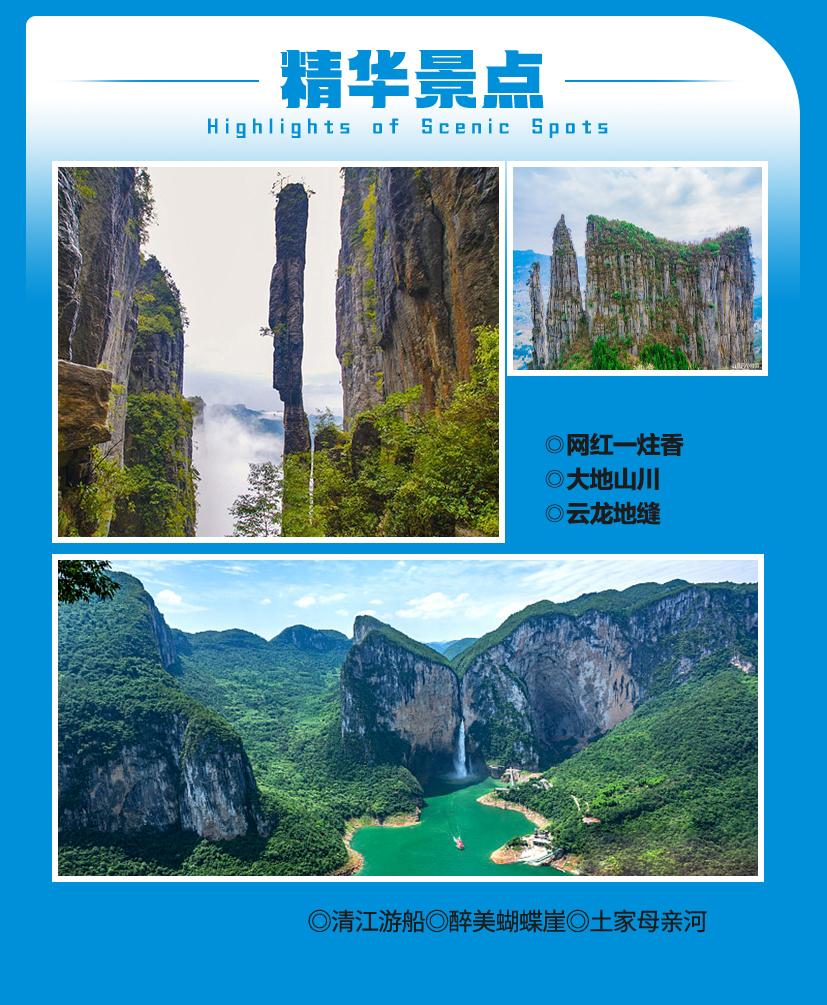 精华景点
Highlights of Scenic Spots
◎网红一炷香
◎大地山川
◎云龙地缝
◎清江游船◎醉美蝴蝶崖◎土家母亲河